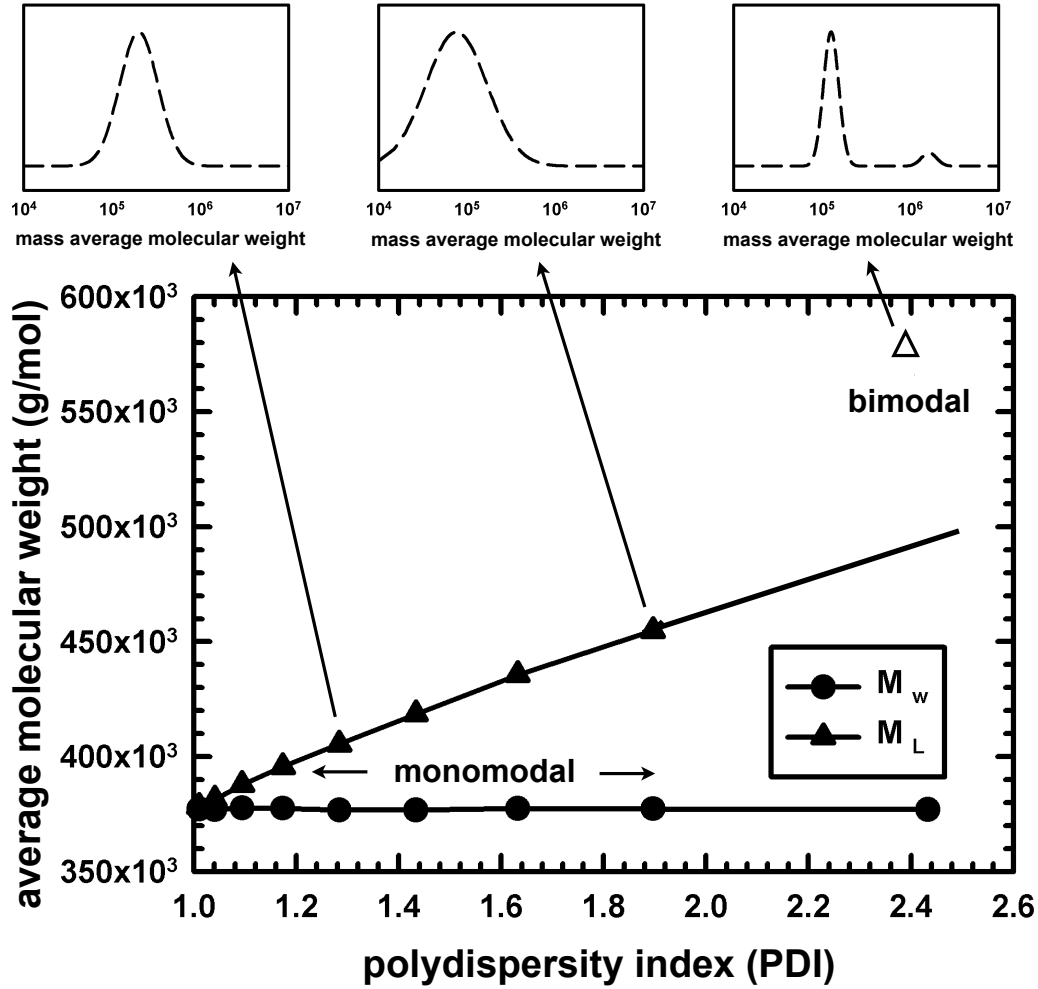 10⁴ 10⁵ 10⁶ 10⁷
mass average molecular weight
10⁴ 10⁵ 10⁶ 10⁷
mass average molecular weight
10⁴ 10⁵ 10⁶ 10⁷
mass average molecular weight
average molecular weight (g/mol)
600x10³
550x10³
500x10³
450x10³
400x10³
350x10³
bimodal
monomodal
M w
M L
1.0 1.2 1.4 1.6 1.8 2.0 2.2 2.4 2.6
polydispersity index (PDI)